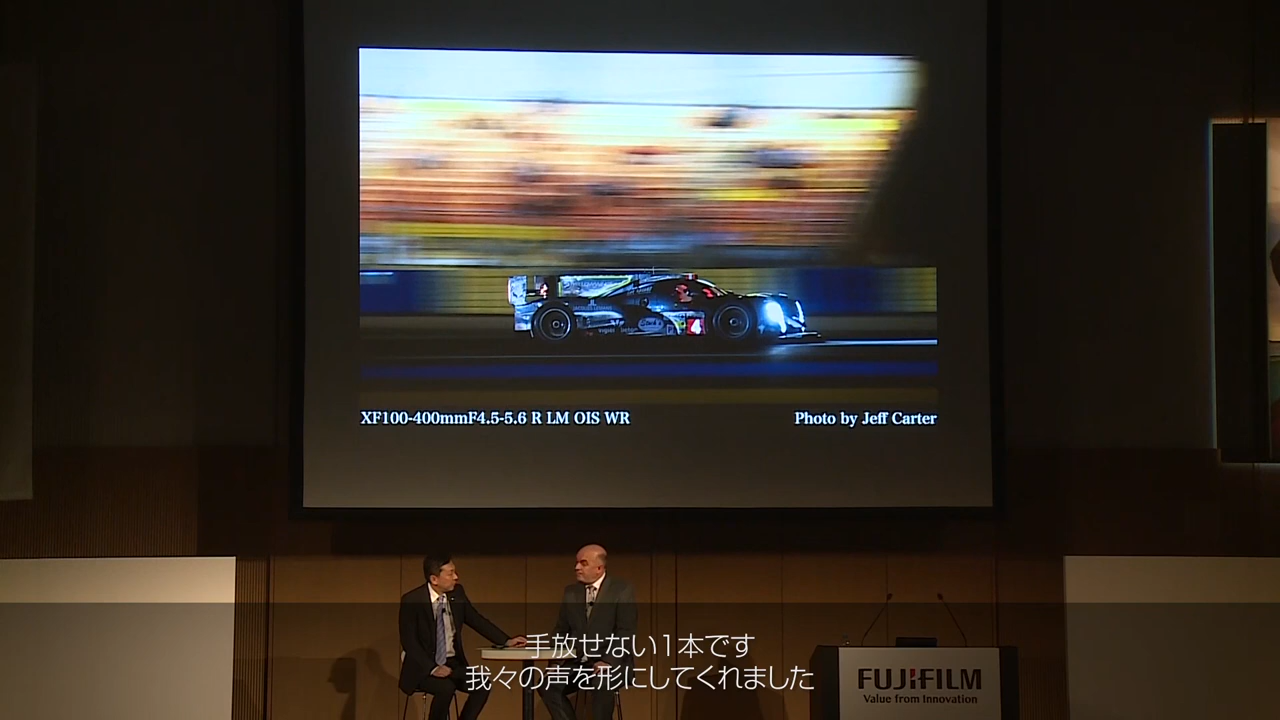 4
XF100-400mmF4.5-5.6 R LM OIS WR
Photo by Jeff Carter
手放せない1本です
我々の声を形にしてくれました
FUJIFILM
Value from Innovation